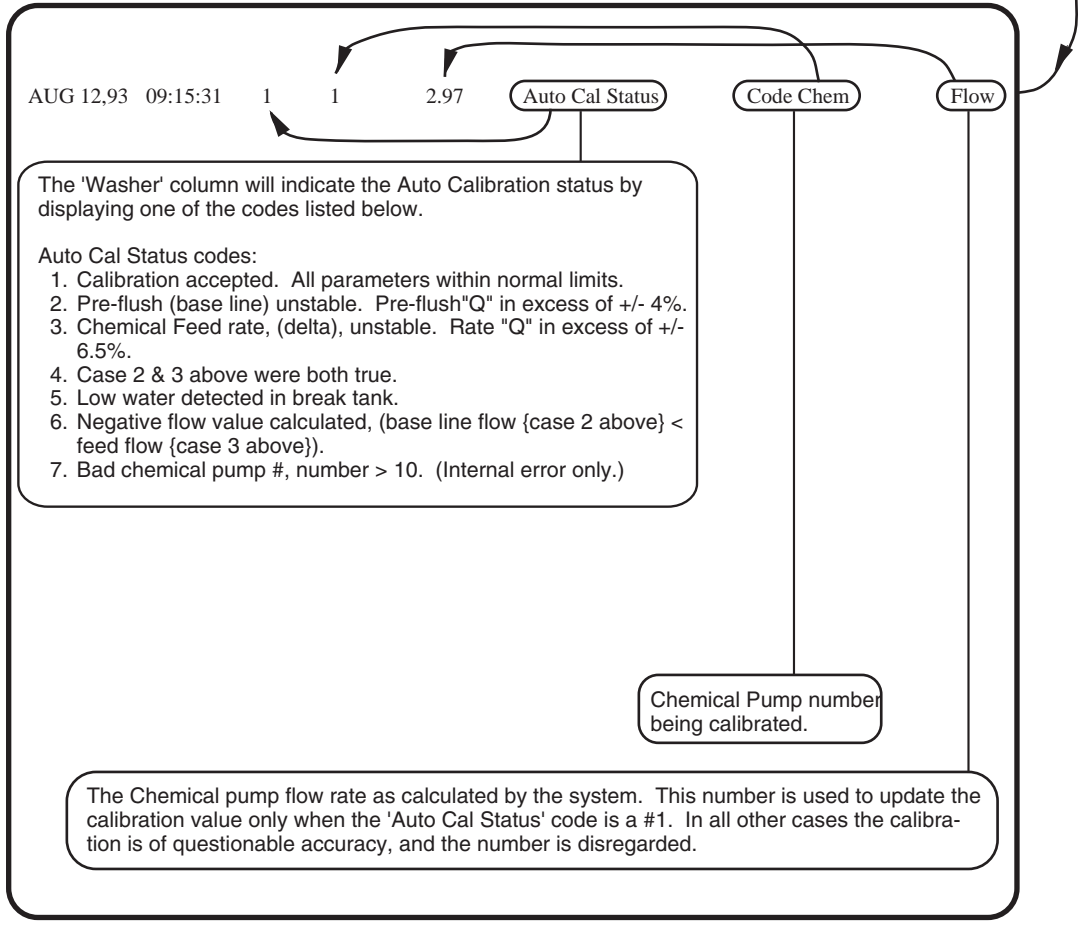 AUG 12,93 09:15:31 1 1 2.97 Auto Cal Status Code Chem Flow
The 'Washer' column will indicate the Auto Calibration status by
displaying one of the codes listed below.
Auto Cal Status codes:
1. Calibration accepted. All parameters within normal limits.
2. Pre-flush (base line) unstable. Pre-flush"Q" in excess of +/- 4%.
3. Chemical Feed rate, (delta), unstable. Rate "Q" in excess of +/-
6.5%.
4. Case 2 & 3 above were both true.
5. Low water detected in break tank.
6. Negative flow value calculated, (base line flow {case 2 above} <
feed flow {case 3 above}).
7. Bad chemical pump #, number > 10. (Internal error only.)
Chemical Pump number
being calibrated.
The Chemical pump flow rate as calculated by the system. This number is used to update the
calibration value only when the 'Auto Cal Status' code is a #1. In all other cases the calibra-
tion is of questionable accuracy, and the number is disregarded.